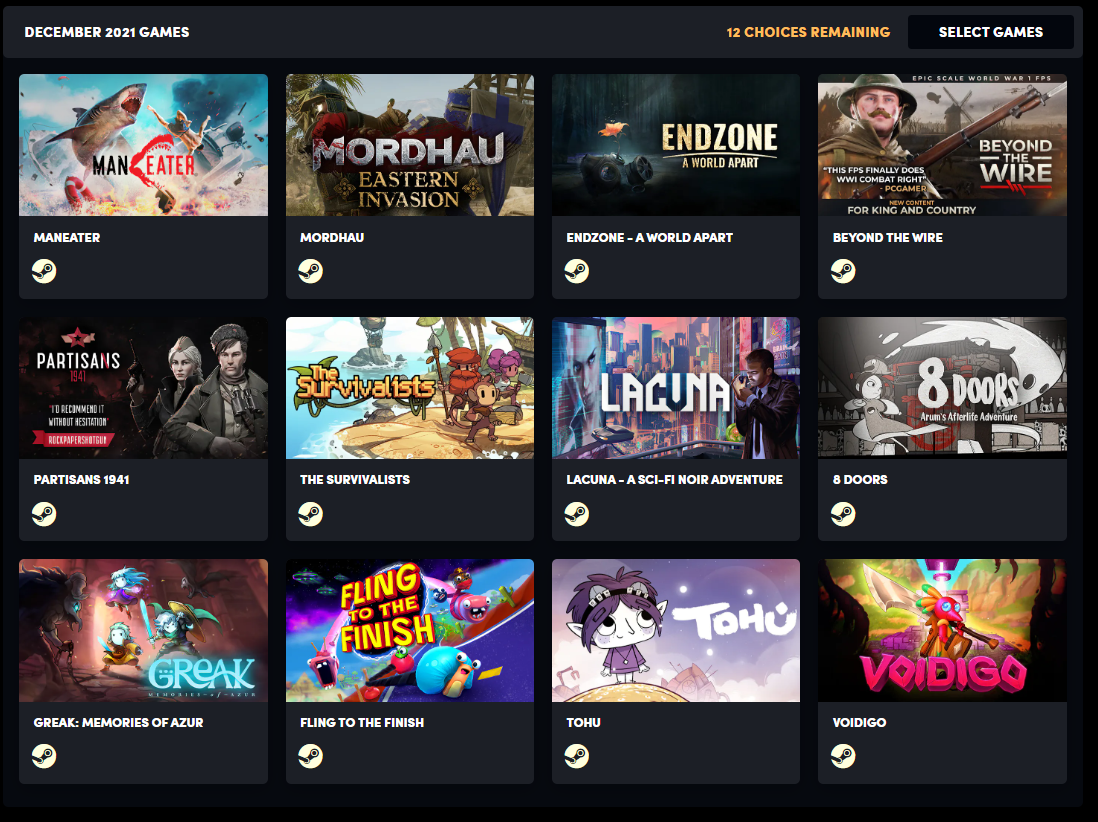 DECEMBER 2021 GAMES
12 CHOICES REMAINING
SELECT GAMES
MANEATER
MORDHAU
EASTERN
INVASION
ENDZONE
A WORLD APART
EPIC SCALE WORLD WAR 1 FPS
BEYOND
THE
WIRE
"THIS FPS FINALLY DOES
WWI COMBAT RIGHT"
- PCGAMER
NEW CONTENT
FOR KING AND COUNTRY
MANEATER
MORDHAU
ENDZONE - A WORLD APART
BEYOND THE WIRE
PARTISANS
1941
'I'D RECOMMEND IT
WITHOUT HESITATION'
ROCKPAPERSHOTGUN
The
Survivalists
LACUNA
8 DOORS
Arum's Afterlife Adventure
PARTISANS 1941
THE SURVIVALISTS
LACUNA - A SCI-FI NOIR ADVENTURE
8 DOORS
GREAK
MEMORIES of AZUR
FLING
TO THE
FINISH
TOHU
VOIDIGO
GREAK: MEMORIES OF AZUR
FLING TO THE FINISH
TOHU
VOIDIGO